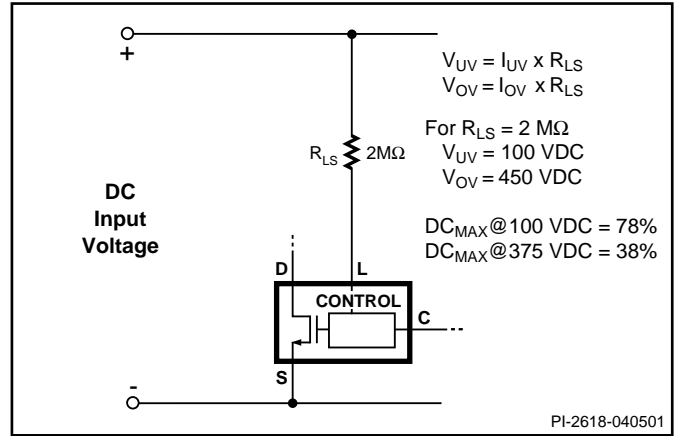 +
V_UV = I_UV x R_LS
V_OV = I_OV x R_LS
For R_LS = 2 MΩ
V_UV = 100 VDC
V_OV = 450 VDC
DC_MAX@100 VDC = 78%
DC_MAX@375 VDC = 38%
R_LS 2MΩ
DC
Input
Voltage
D L
CONTROL
C
S
-
PI-2618-040501